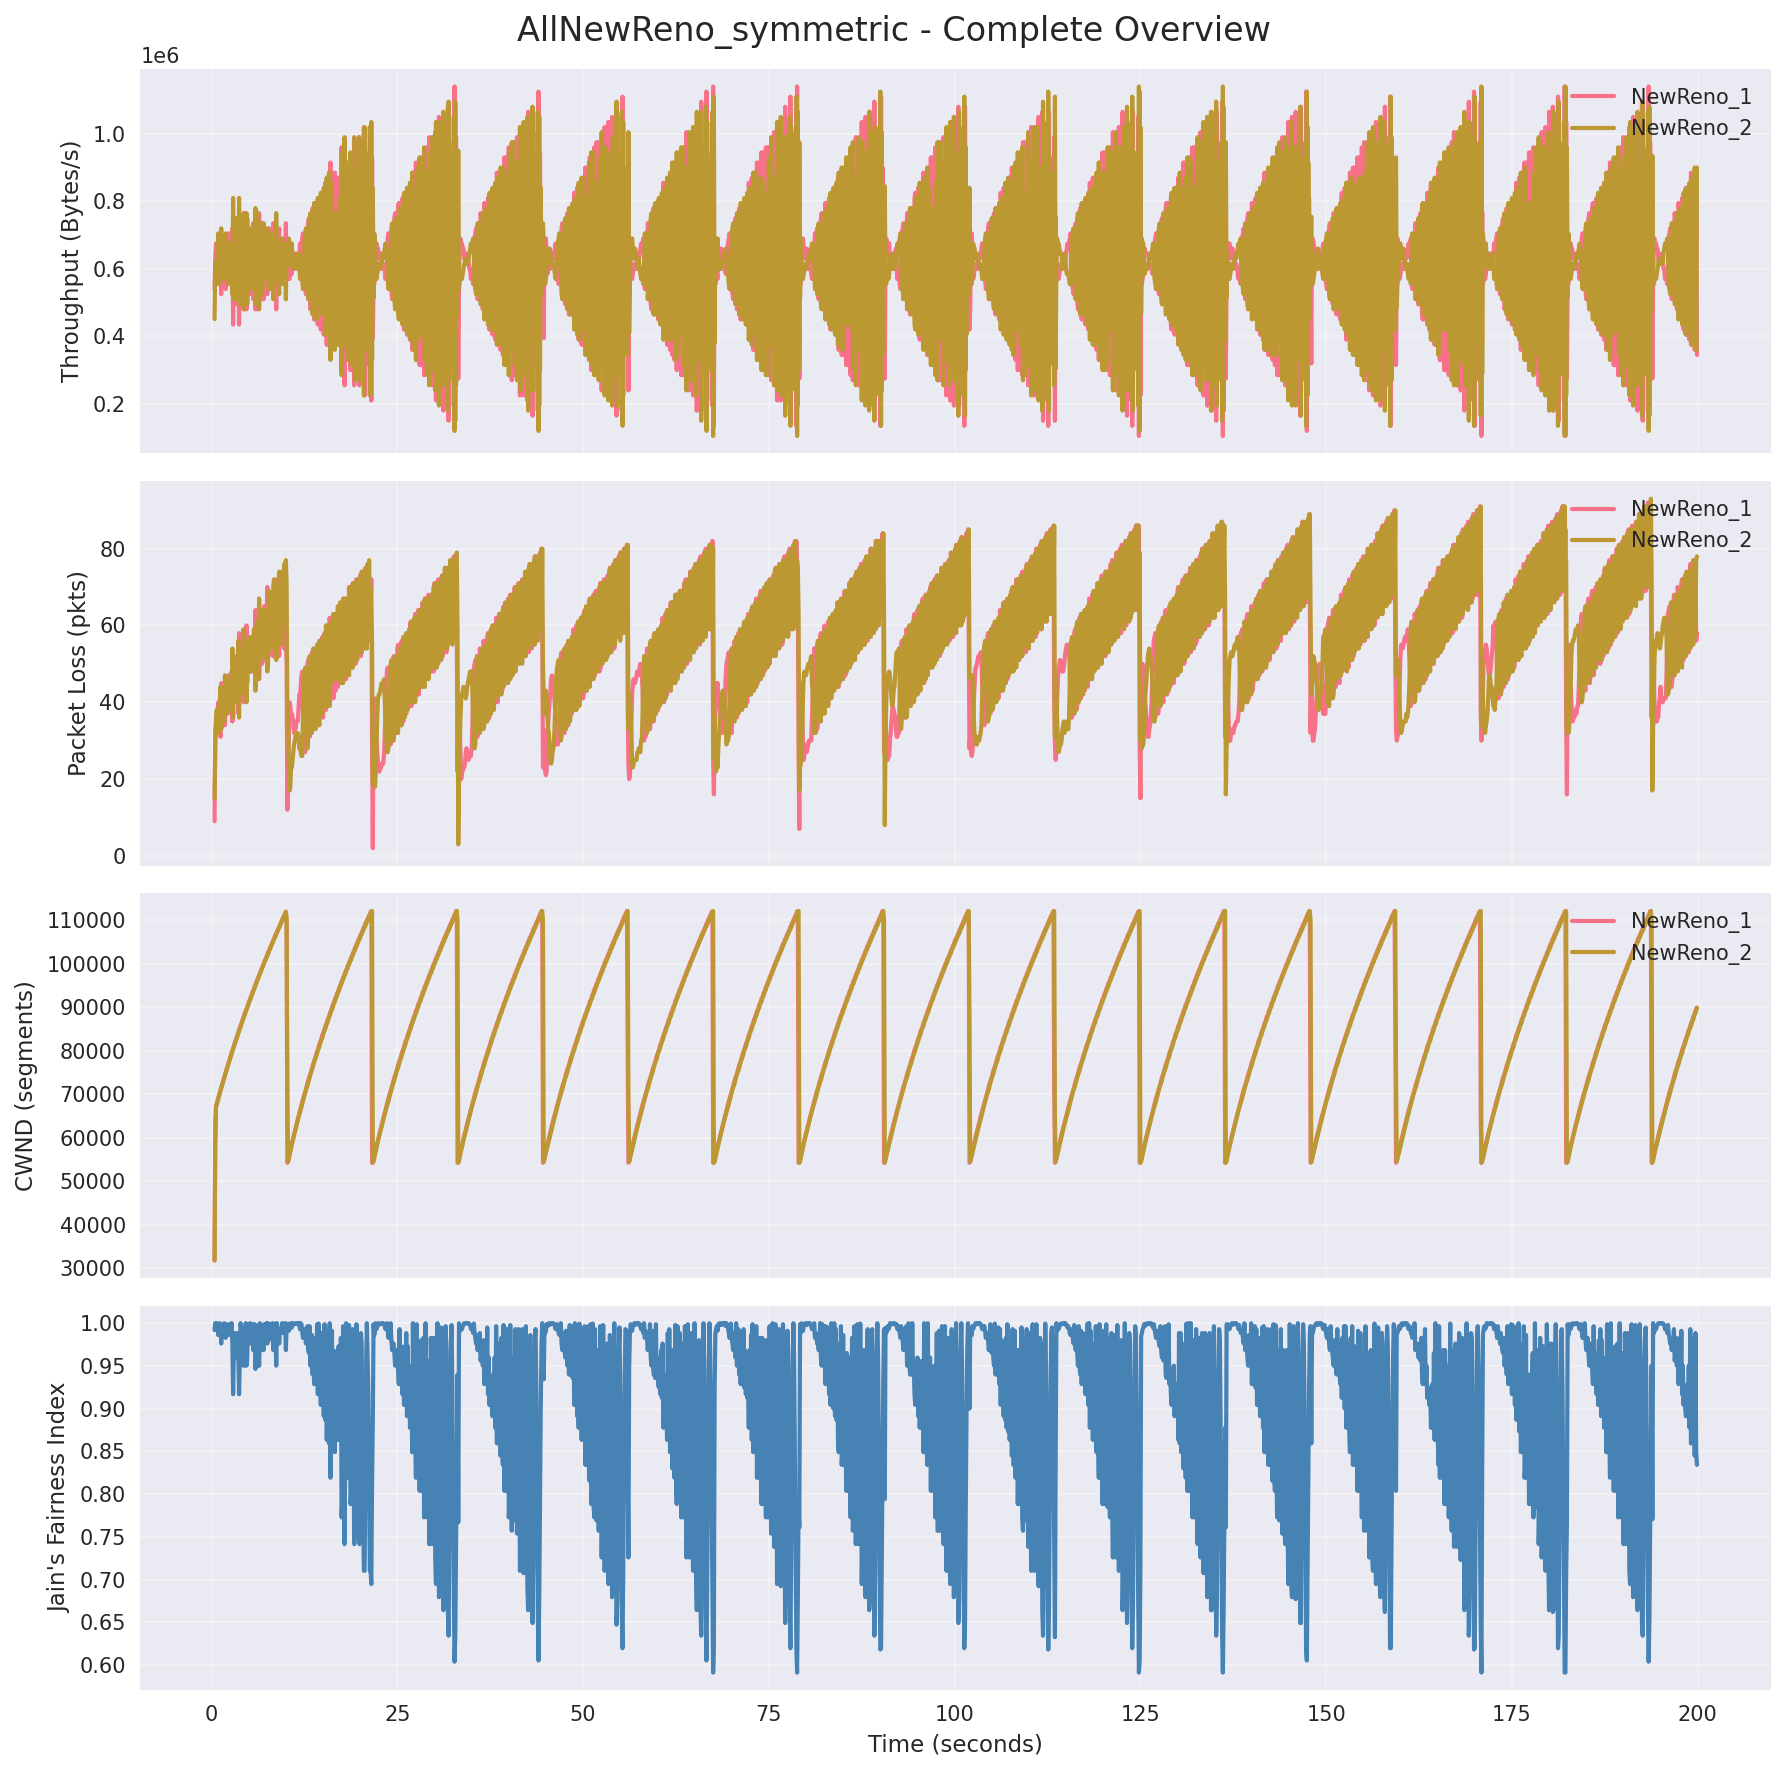 AllNewReno_symmetric - Complete Overview
1e6
Throughput (Bytes/s)
1.0
0.8
0.6
0.4
0.2
NewReno_1
NewReno_2
Packet Loss (pkts)
80
60
40
20
0
NewReno_1
NewReno_2
CWND (segments)
110000
100000
90000
80000
70000
60000
50000
40000
30000
NewReno_1
NewReno_2
Jain's Fairness Index
1.00
0.95
0.90
0.85
0.80
0.75
0.70
0.65
0.60
0 25 50 75 100 125 150 175 200
Time (seconds)